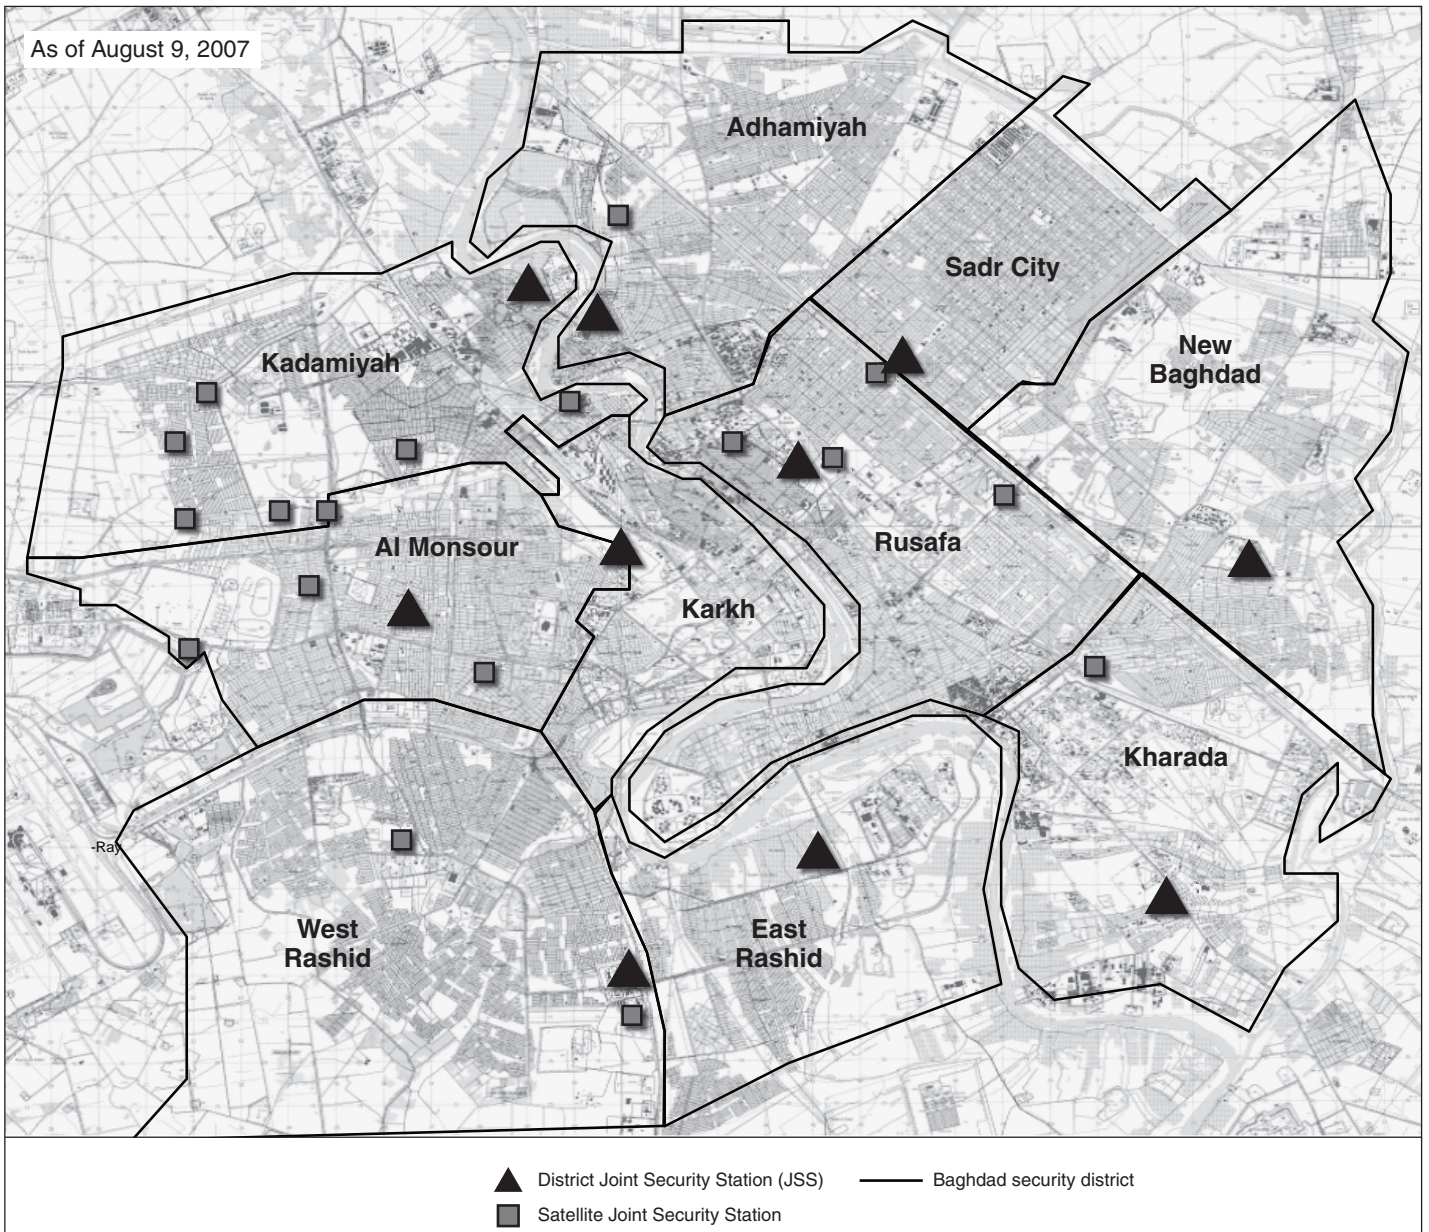 As of August 9, 2007
Adhamiyah
Sadr City
New
Baghdad
Kadamiyah
Al Monsour
Rusafa
Karkh
Kharada
-Ray
West
Rashid
East
Rashid
District Joint Security Station (JSS)
Baghdad security district
Satellite Joint Security Station